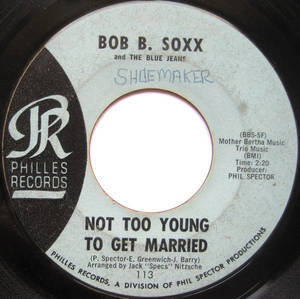 BOB B. SOXX
and THE BLUE JEANS
SHOEMAKER
PR
PHILLES
RECORDS
(BBS-5F)
Mother Bertha Music
Trio Music
(BMI)
Time: 2:20
Producer:
PHIL SPECTOR
NOT TOO YOUNG
TO GET MARRIED
(P. Spector-E. Greenwich-J. Barry)
Arranged by Jack "Specs" Nitzsche
113
PHILLES RECORDS, A DIVISION OF PHIL SPECTOR PRODUCTIONS